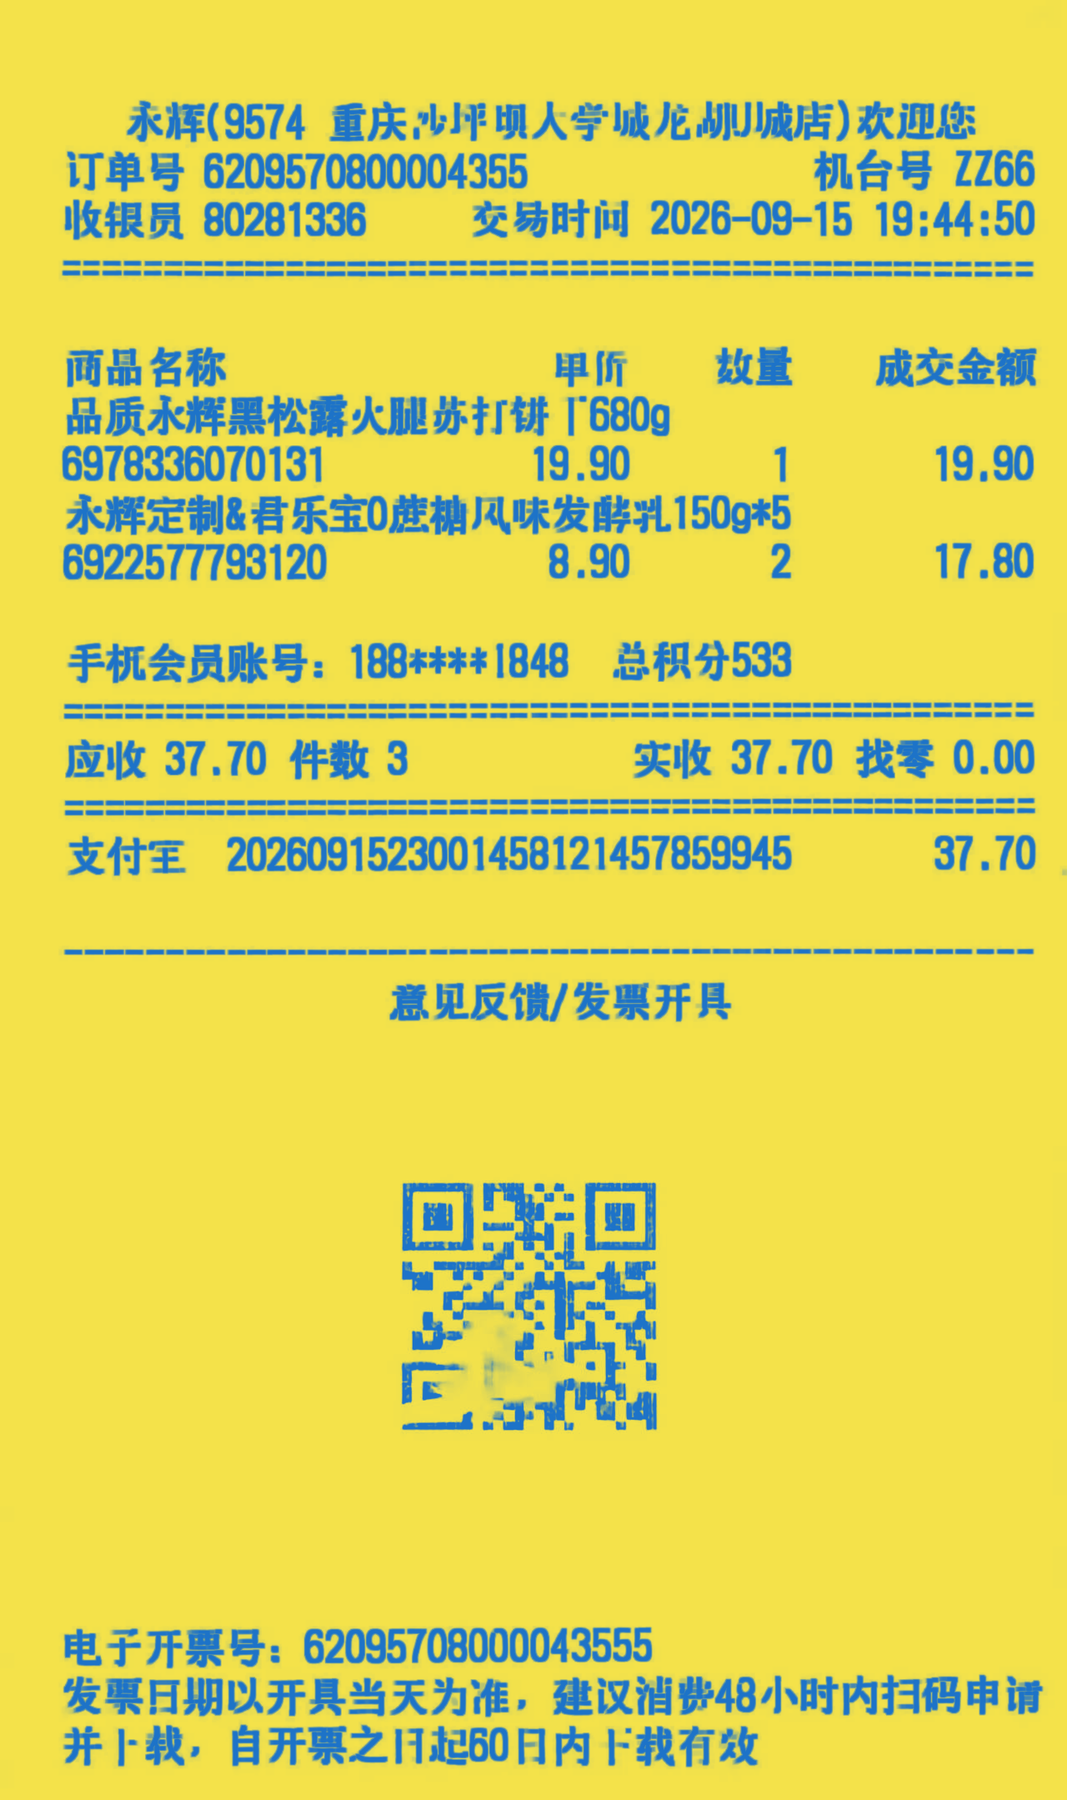 永辉(9574 重庆沙坪坝大学城龙湖U城店)欢迎您
订单号 6209570800004355 机台号 ZZ66
收银员 80281336 交易时间 2026-09-15 19:44:50
================================================
商品名称 单价 数量 成交金额
品质永辉黑松露火腿苏打饼干680g
6978336070131 19.90 1 19.90
永辉定制&君乐宝0蔗糖风味发酵乳150g*5
6922577793120 8.90 2 17.80
手机会员账号：188****1848 总积分533
================================================
应收 37.70 件数 3 实收 37.70 找零 0.00
================================================
支付宝 2026091523001458121457859945 37.70
------------------------------------------------
意见反馈/发票开具
电子开票号：62095708000043555
发票日期以开具当天为准，建议消费48小时内扫码申请
并下载，自开票之日起60日内下载有效